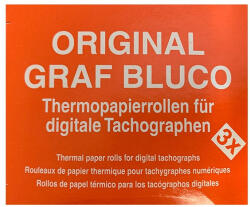 ORIGINAL
GRAF BLUCO
Thermopapierrollen für
digitale Tachographen
3X
Thermal paper rolls for digital tachographs
Rouleaux de papier thermique pour tachygraphes numériques
Rollos de papel térmico para los tacógrafos digitales